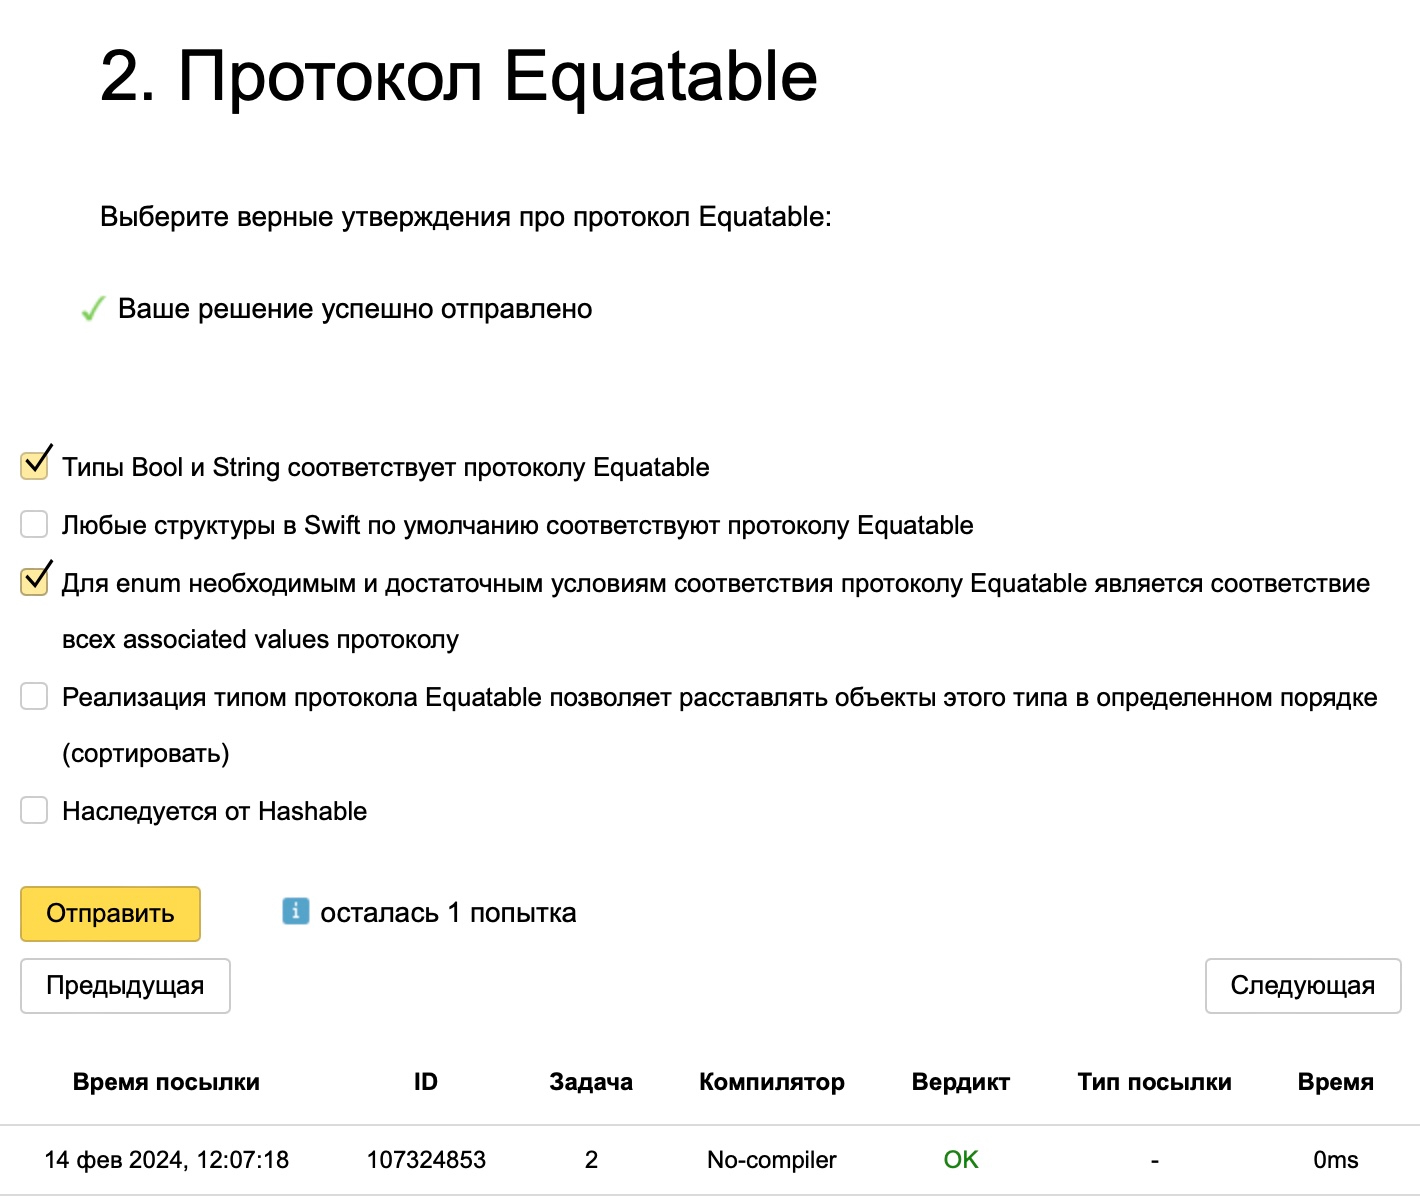 2. Протокол Equatable
Выберите верные утверждения про протокол Equatable:
Ваше решение успешно отправлено
Типы Bool и String соответствует протоколу Equatable
Любые структуры в Swift по умолчанию соответствуют протоколу Equatable
Для enum необходимым и достаточным условиям соответствия протоколу Equatable является соответствие
всех associated values протоколу
Реализация типом протокола Equatable позволяет расставлять объекты этого типа в определенном порядке
(сортировать)
Наследуется от Hashable
Отправить
осталась 1 попытка
Предыдущая
Следующая
Время посылки ID Задача Компилятор Вердикт Тип посылки Время
14 фев 2024, 12:07:18 107324853 2 No-compiler OK - 0ms